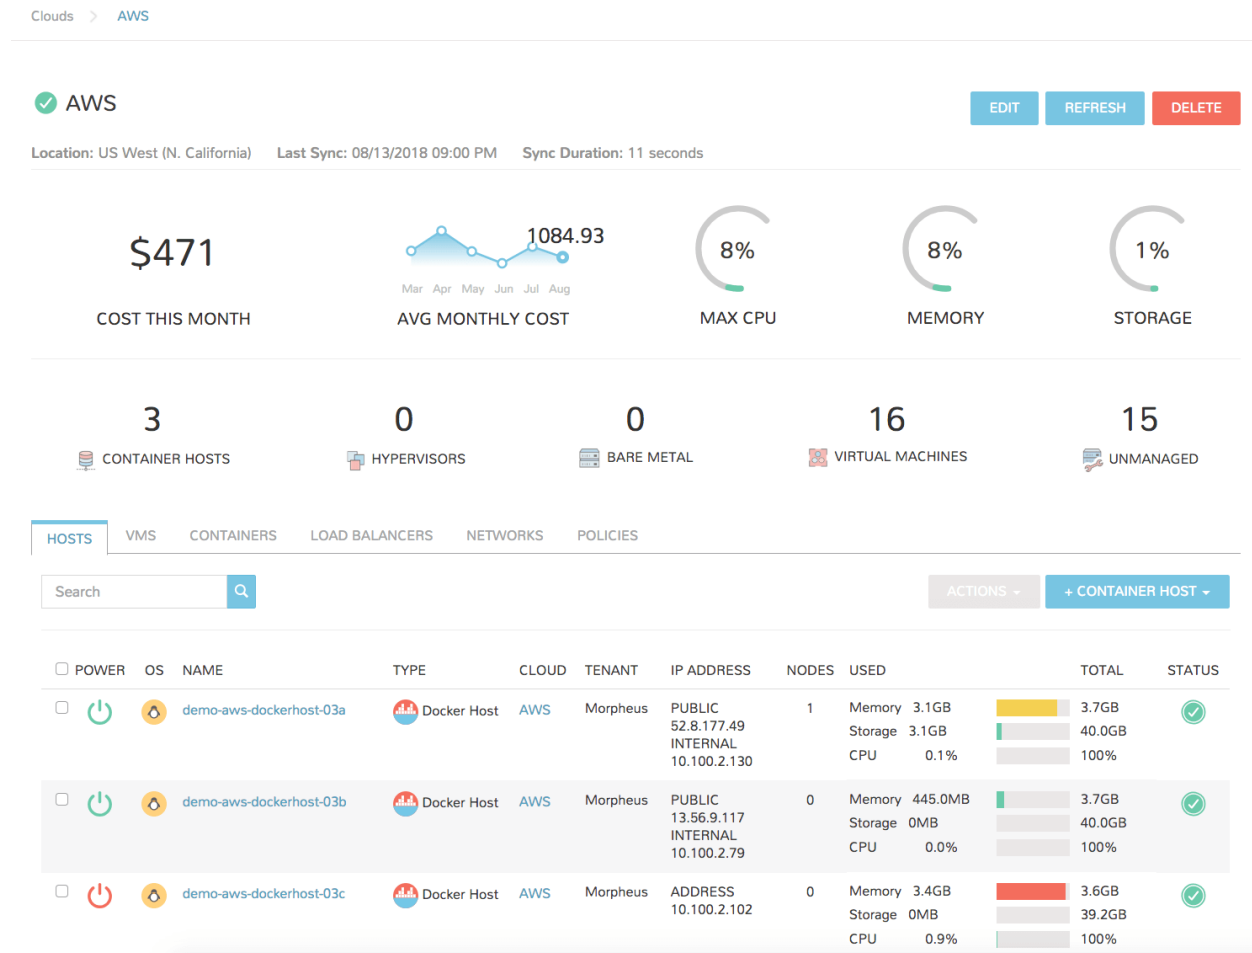 Clouds AWS
AWS
EDIT REFRESH DELETE
Location: US West (N. California) Last Sync: 08/13/2018 09:00 PM Sync Duration: 11 seconds
$471 1084.93 8% 8% 1%
Mar Apr May Jun Jul Aug
COST THIS MONTH AVG MONTHLY COST MAX CPU MEMORY STORAGE
3 0 0 16 15
CONTAINER HOSTS HYPERVISORS BARE METAL VIRTUAL MACHINES UNMANAGED
HOSTS VMS CONTAINERS LOAD BALANCERS NETWORKS POLICIES
Search ACTIONS + CONTAINER HOST
POWER OS NAME TYPE CLOUD TENANT IP ADDRESS NODES USED TOTAL STATUS
demo-aws-dockerhost-03a Docker Host AWS Morpheus PUBLIC 1 Memory 3.1GB 3.7GB
52.8.177.49 Storage 3.1GB 40.0GB
INTERNAL CPU 0.1% 100%
10.100.2.130
demo-aws-dockerhost-03b Docker Host AWS Morpheus PUBLIC 0 Memory 445.0MB 3.7GB
13.56.9.117 Storage 0MB 40.0GB
INTERNAL CPU 0.0% 100%
10.100.2.79
demo-aws-dockerhost-03c Docker Host AWS Morpheus ADDRESS 0 Memory 3.4GB 3.6GB
10.100.2.102 Storage 0MB 39.2GB
CPU 0.9% 100%